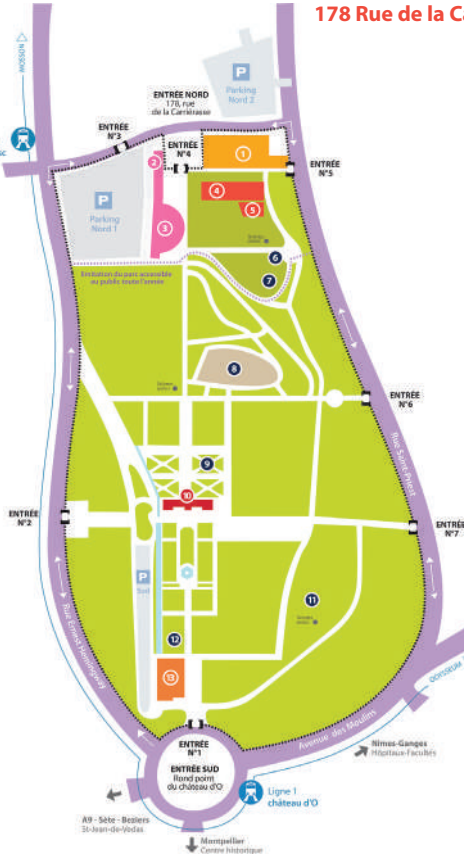 178 Rue de la Ca
MOSSON
P
Parking
Nord 2
ENTRÉE NORD
178, rue
de la Carriérasse
ENTRÉE
N°3
ENTRÉE
N°4
1
ENTRÉE
N°5
2
P
Parking
Nord 1
3
4
5
6
7
Limitation du parc accessible
au public toute l'année
8
ENTRÉE
N°6
Rue Saint-Priest
9
10
ENTRÉE
N°2
ENTRÉE
N°7
P
Sud
11
Rue Ernest Hemingway
12
13
ODYSSEUM
Avenue des Moulins
ENTRÉE
N°1
ENTRÉE SUD
Rond point
du château d'O
Nîmes-Ganges
Hôpitaux-Facultés
Ligne 1
château d'O
A9 - Sète - Beziers
St-Jean-de-Vedas
Montpellier
Centre historique